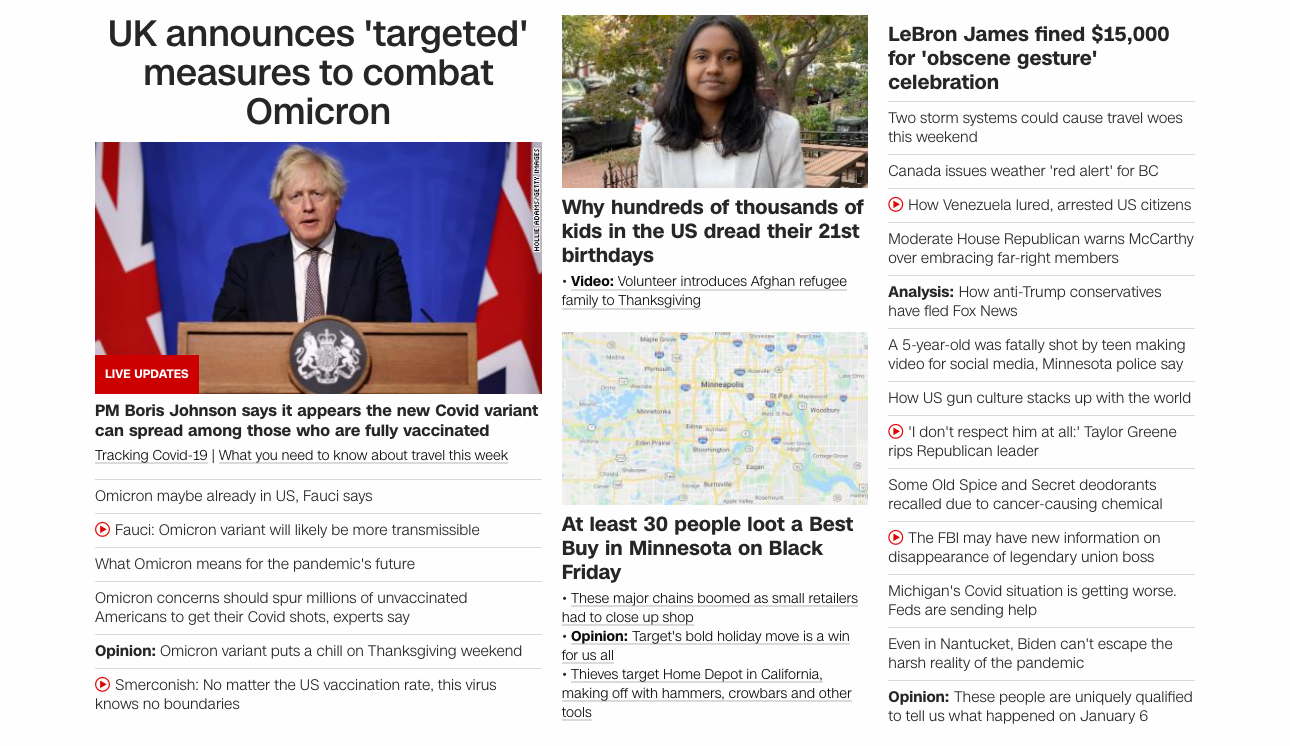 UK announces 'targeted'
measures to combat
Omicron
HOLLIE ADAMS/GETTY IMAGES
LIVE UPDATES
PM Boris Johnson says it appears the new Covid variant
can spread among those who are fully vaccinated
Tracking Covid-19 | What you need to know about travel this week
Omicron maybe already in US, Fauci says
Fauci: Omicron variant will likely be more transmissible
What Omicron means for the pandemic's future
Omicron concerns should spur millions of unvaccinated
Americans to get their Covid shots, experts say
Opinion: Omicron variant puts a chill on Thanksgiving weekend
Smerconish: No matter the US vaccination rate, this virus
knows no boundaries
Why hundreds of thousands of
kids in the US dread their 21st
birthdays
• Video: Volunteer introduces Afghan refugee
family to Thanksgiving
Maple Grove
Plymouth
Minneapolis
St Paul
Woodbury
Minnetonka
Edina
Eden Prairie
Bloomington
Eagan
Shakopee
Burnsville
Apple Valley
Rosemount
Cottage Grove
At least 30 people loot a Best
Buy in Minnesota on Black
Friday
• These major chains boomed as small retailers
had to close up shop
• Opinion: Target's bold holiday move is a win
for us all
• Thieves target Home Depot in California,
making off with hammers, crowbars and other
tools
LeBron James fined $15,000
for 'obscene gesture'
celebration
Two storm systems could cause travel woes
this weekend
Canada issues weather 'red alert' for BC
How Venezuela lured, arrested US citizens
Moderate House Republican warns McCarthy
over embracing far-right members
Analysis: How anti-Trump conservatives
have fled Fox News
A 5-year-old was fatally shot by teen making
video for social media, Minnesota police say
How US gun culture stacks up with the world
'I don't respect him at all:' Taylor Greene
rips Republican leader
Some Old Spice and Secret deodorants
recalled due to cancer-causing chemical
The FBI may have new information on
disappearance of legendary union boss
Michigan's Covid situation is getting worse.
Feds are sending help
Even in Nantucket, Biden can't escape the
harsh reality of the pandemic
Opinion: These people are uniquely qualified
to tell us what happened on January 6